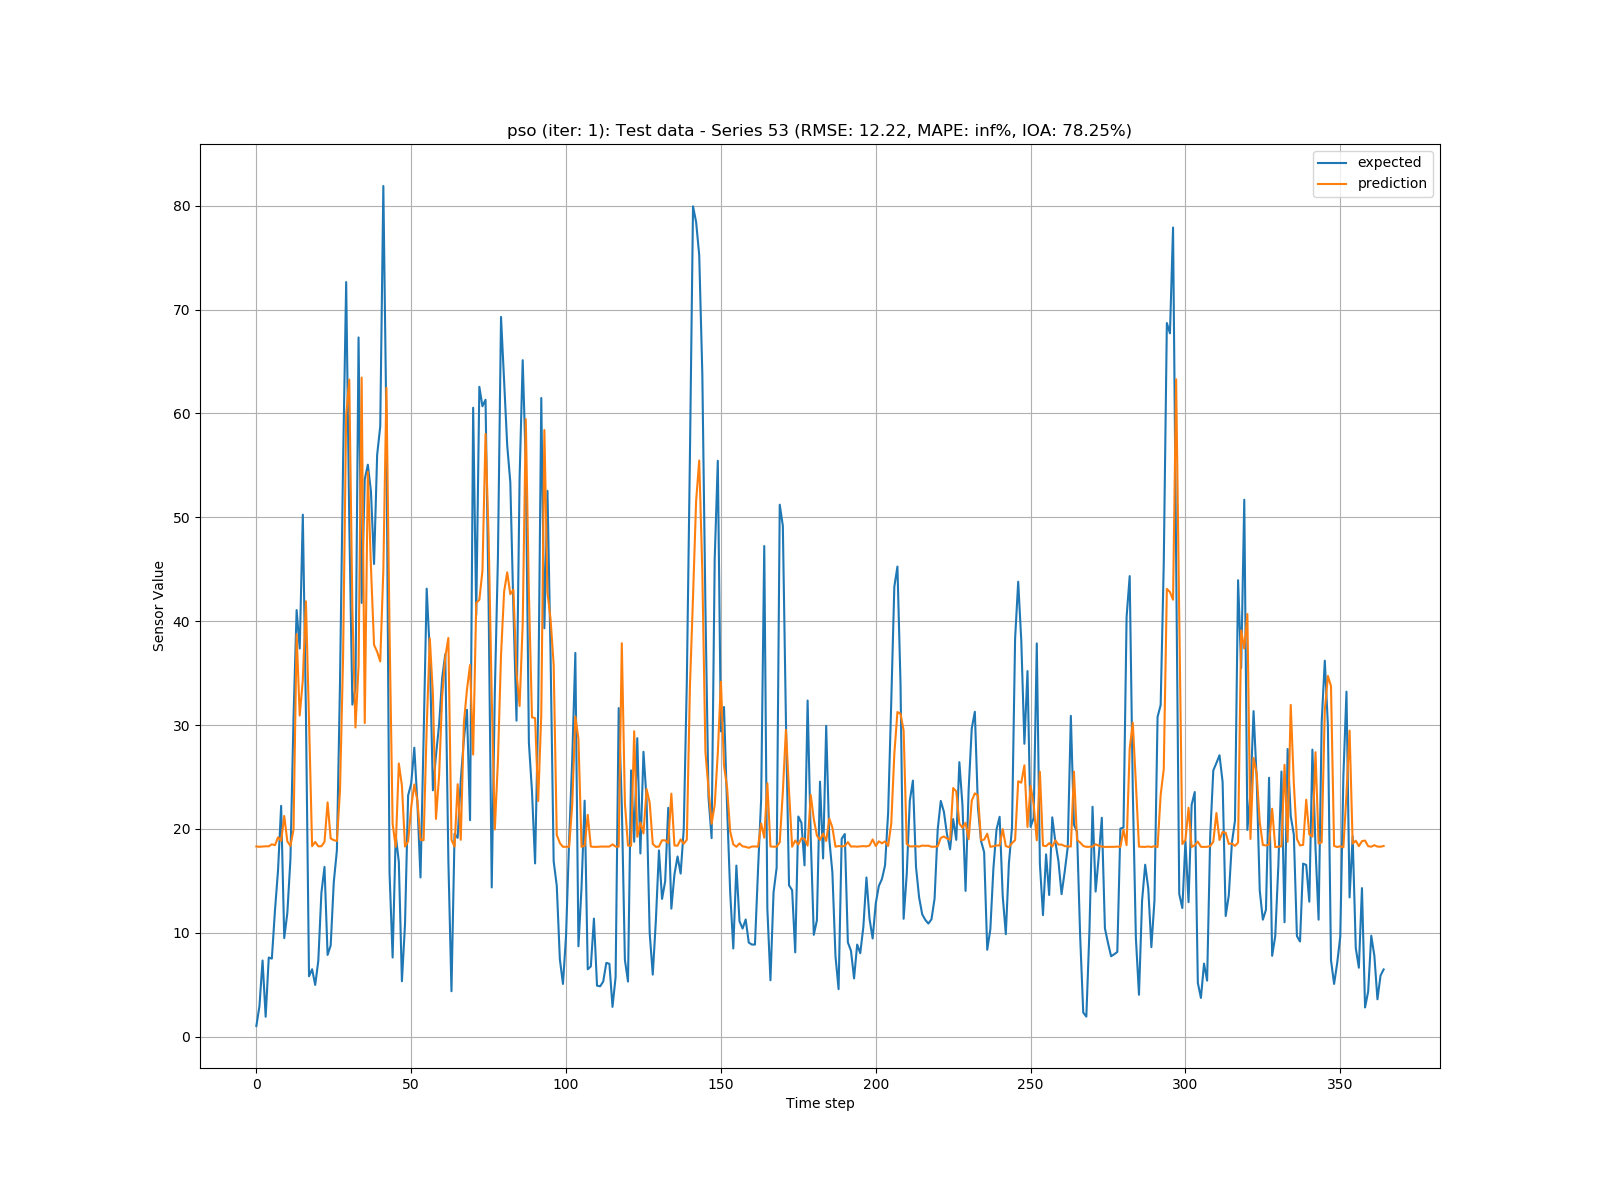 pso (iter: 1): Test data - Series 53 (RMSE: 12.22, MAPE: inf%, IOA: 78.25%)
expected
prediction
80
70
60
50
40
30
20
10
0
Sensor Value
0 50 100 150 200 250 300 350
Time step